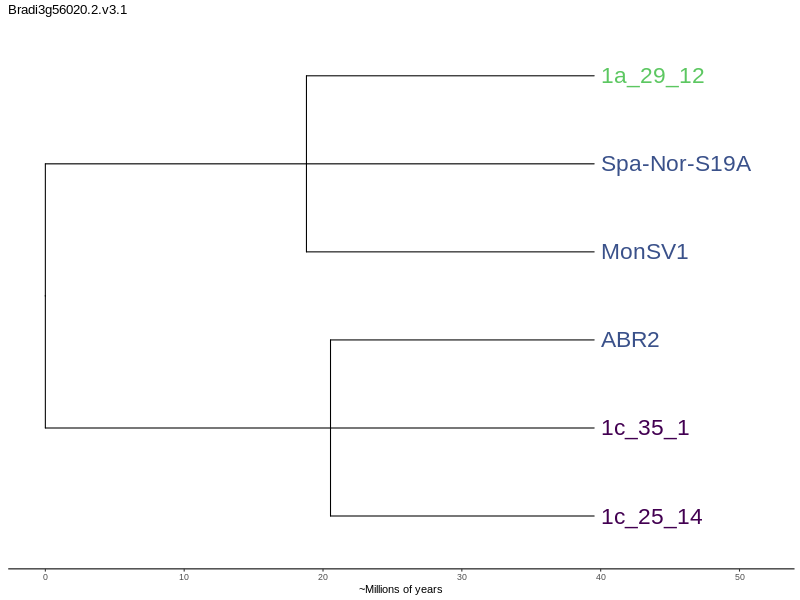 Bradi3g56020.2.v3.1
1a_29_12
Spa-Nor-S19A
MonSV1
ABR2
1c_35_1
1c_25_14
0 10 20 30 40 50
~Millions of years